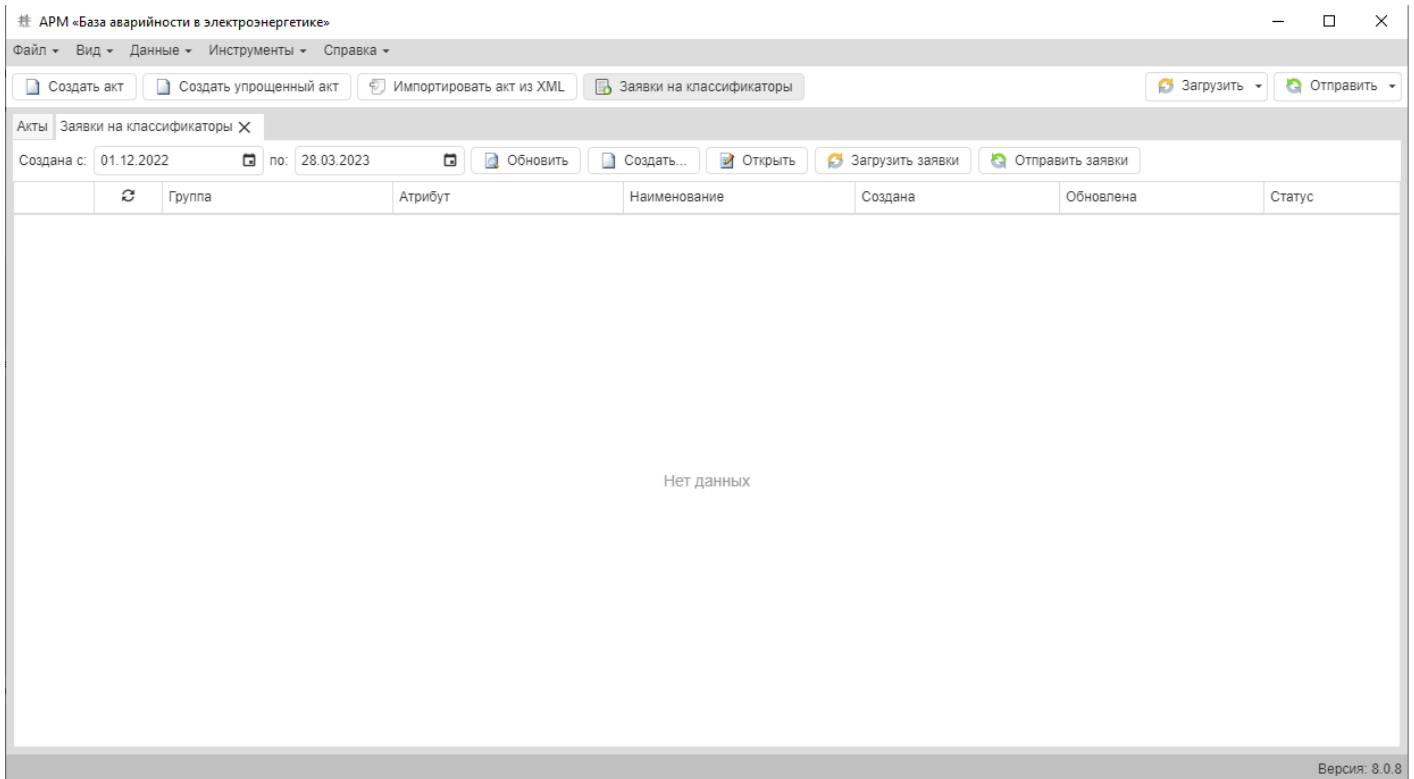 АРМ «База аварийности в электроэнергетике»
Файл Вид Данные Инструменты Справка
Создать акт Создать упрощенный акт Импортировать акт из XML Заявки на классификаторы Загрузить Отправить
Акты Заявки на классификаторы
Создана с: 01.12.2022 по: 28.03.2023 Обновить Создать... Открыть Загрузить заявки Отправить заявки
Группа Атрибут Наименование Создана Обновлена Статус
Нет данных
Версия: 8.0.8